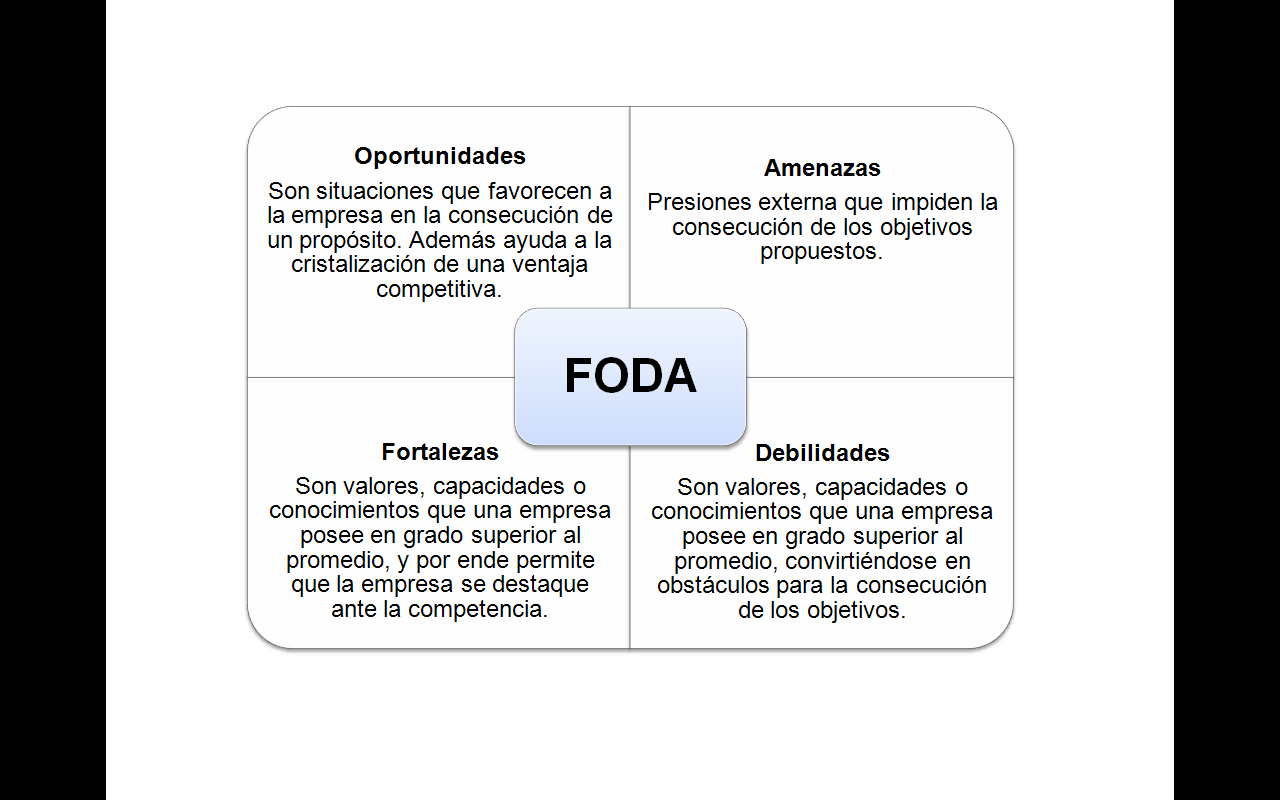 Oportunidades
Son situaciones que favorecen a
la empresa en la consecución de
un propósito. Además ayuda a la
cristalización de una ventaja
competitiva.
Amenazas
Presiones externa que impiden la
consecución de los objetivos
propuestos.
FODA
Fortalezas
Son valores, capacidades o
conocimientos que una empresa
posee en grado superior al
promedio, y por ende permite
que la empresa se destaque
ante la competencia.
Debilidades
Son valores, capacidades o
conocimientos que una empresa
posee en grado superior al
promedio, convirtiéndose en
obstáculos para la consecución
de los objetivos.